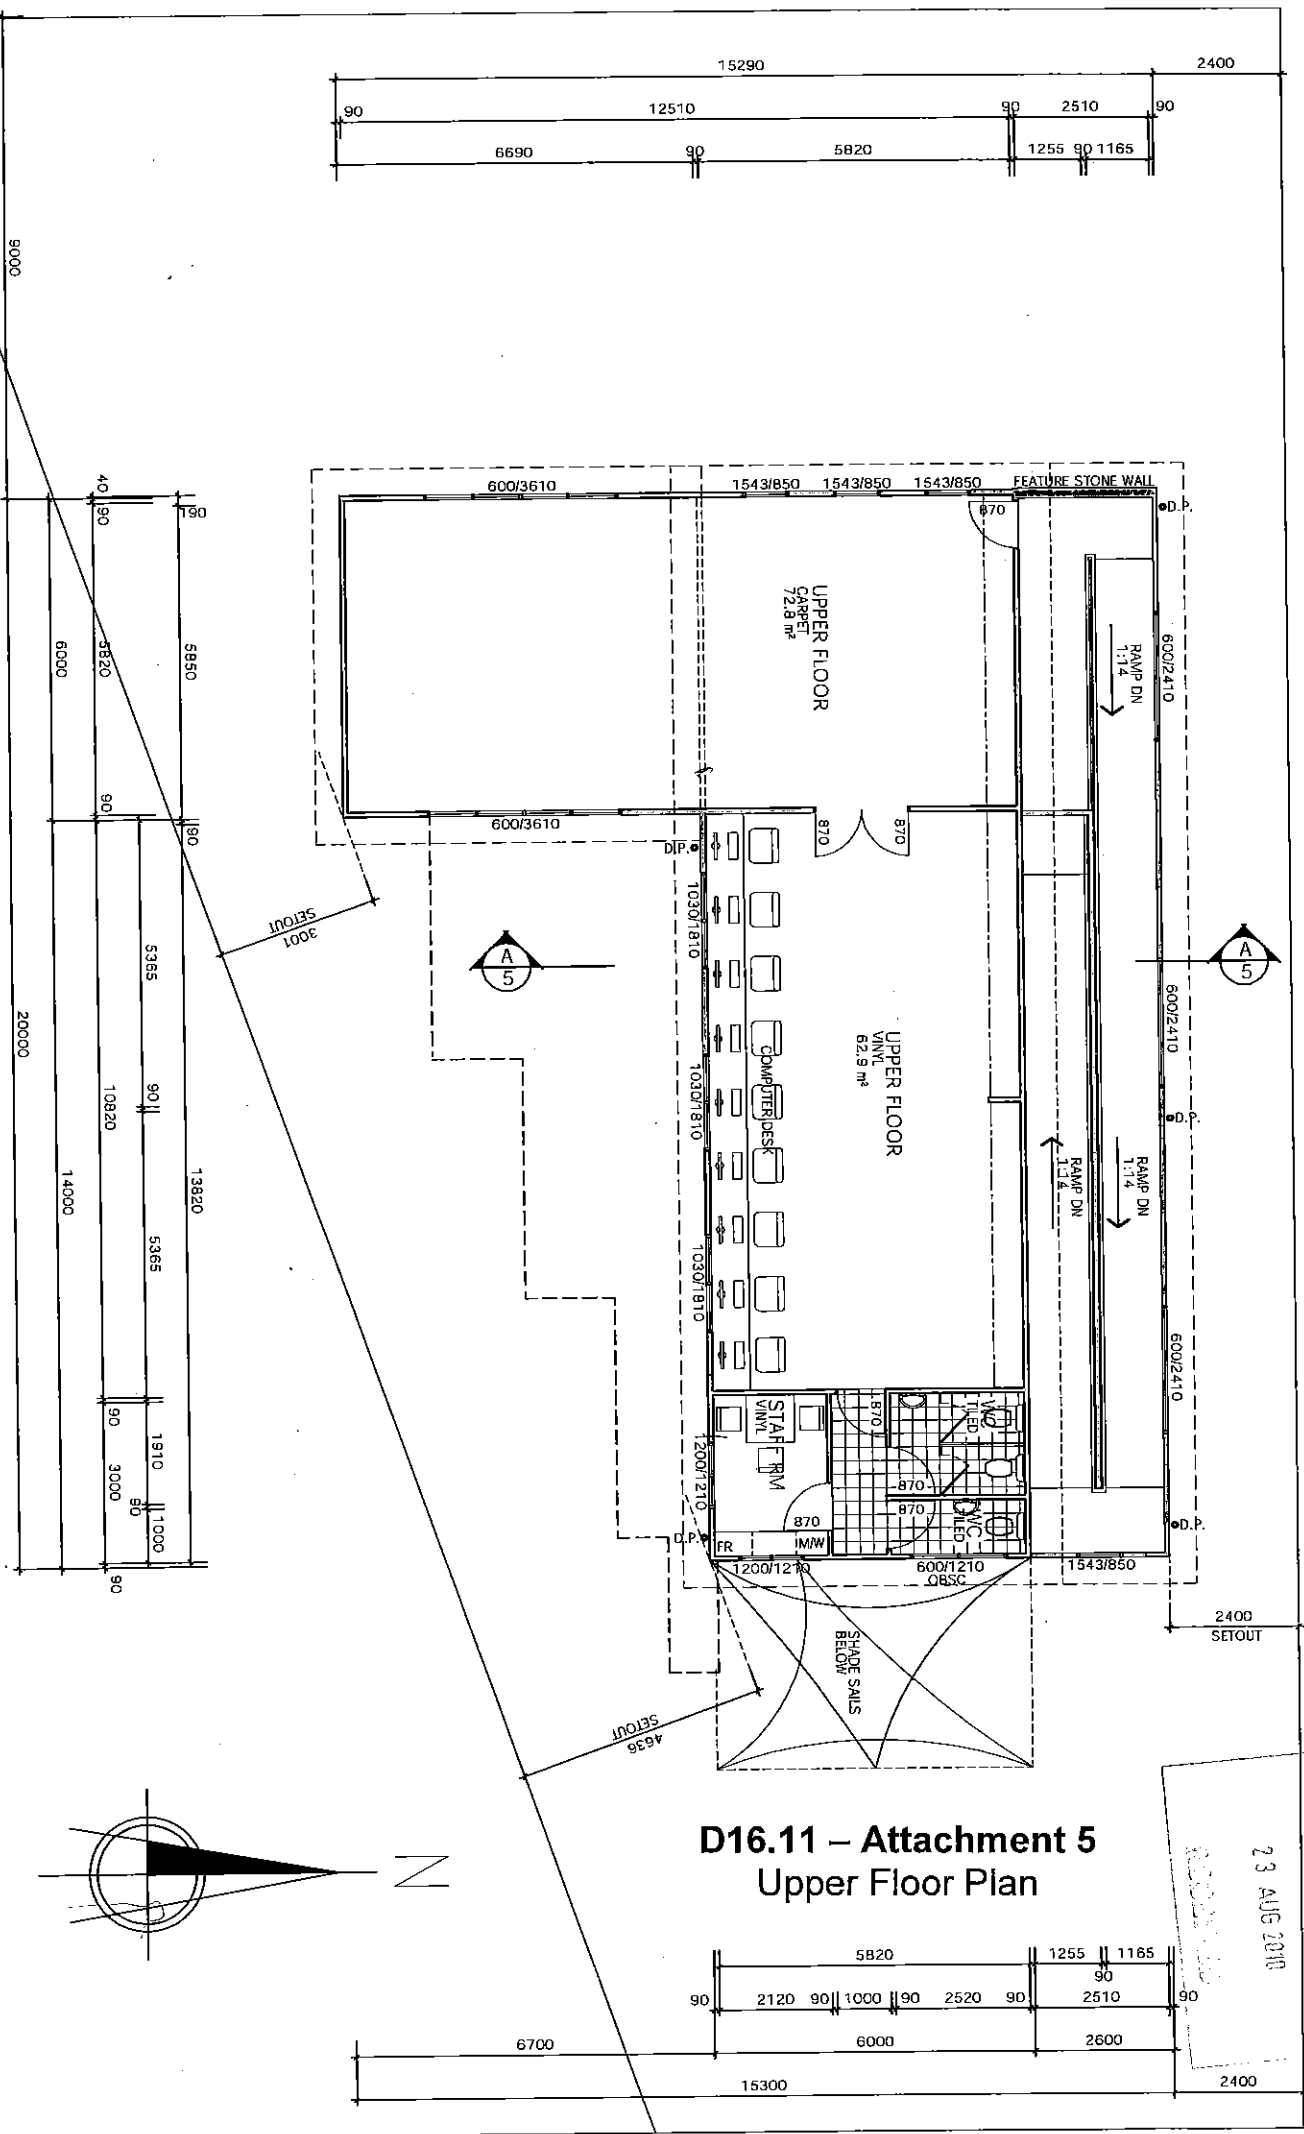 15290
2400
90
12510
90
2510
90
6690
90
5820
1255
90
1165
9000
600/3610
1543/850
1543/850
1543/850
FEATURE STONE WALL
870
D.P.
40
90
190
UPPER FLOOR
CARPET
72.8 m²
RAMP DN
1:14
600/2410
5850
5820
6000
90
90
600/3610
870
870
D.P.
3001
SETOUT
1030/1810
A
5
A
5
5365
20000
10820
90
14000
13820
5365
UPPER FLOOR
VINYL
62.9 m²
COMPUTER DESK
1030/1810
1030/1810
600/2410
D.P.
RAMP DN
1:14
RAMP DN
1:14
600/2410
90
3000
1910
90
1000
90
STAFF RM
VINYL
1200/1210
870
WC
TILED
870
870
WC
TILED
870
D.P.
FR
M/W
D.P.
1200/1210
600/1210
OBSC
1543/850
2400
SETOUT
SHADE SAILS
BELOW
4636
SETOUT
N
D16.11 – Attachment 5
Upper Floor Plan
23 AUG 2010
5820
1255
1165
90
90
2120
90
1000
90
2520
90
2510
90
6700
6000
2600
15300
2400